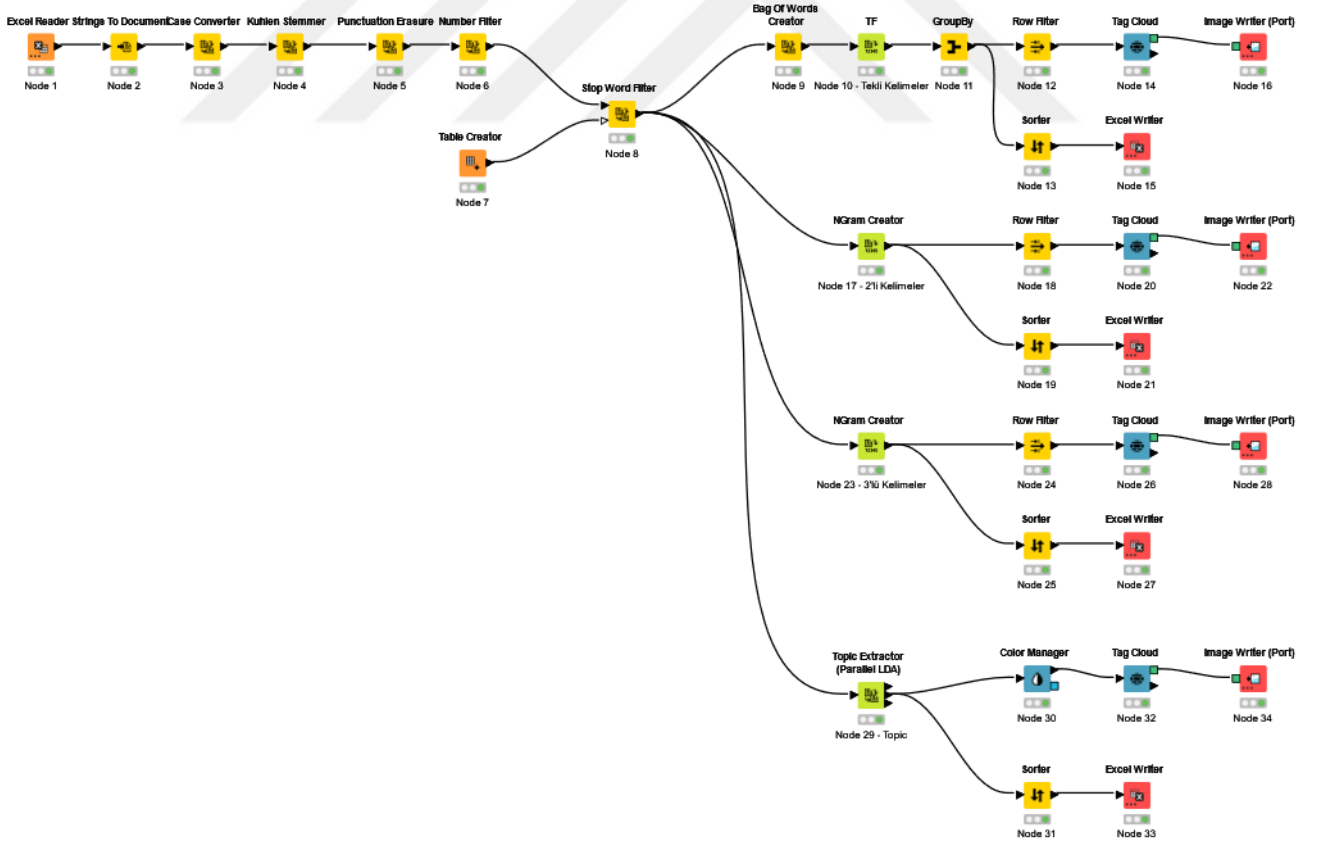 Excel Reader
Strings To Document
Case Converter
Kuhlen Stemmer
Punctuation Erasure
Number Filter
Node 1
Node 2
Node 3
Node 4
Node 5
Node 6
Table Creator
Node 7
Stop Word Filter
Node 8
Bag Of Words
Creator
TF
GroupBy
Row Filter
Tag Cloud
Image Writer (Port)
Node 9
Node 10 - Tekli Kelimeler
Node 11
Node 12
Node 14
Node 16
Sorter
Excel Writer
Node 13
Node 15
NGram Creator
Row Filter
Tag Cloud
Image Writer (Port)
Node 17 - 2'li Kelimeler
Node 18
Node 20
Node 22
Sorter
Excel Writer
Node 19
Node 21
NGram Creator
Row Filter
Tag Cloud
Image Writer (Port)
Node 23 - 3'lü Kelimeler
Node 24
Node 26
Node 28
Sorter
Excel Writer
Node 25
Node 27
Topic Extractor
(Parallel LDA)
Color Manager
Tag Cloud
Image Writer (Port)
Node 29 - Topic
Node 30
Node 32
Node 34
Sorter
Excel Writer
Node 31
Node 33